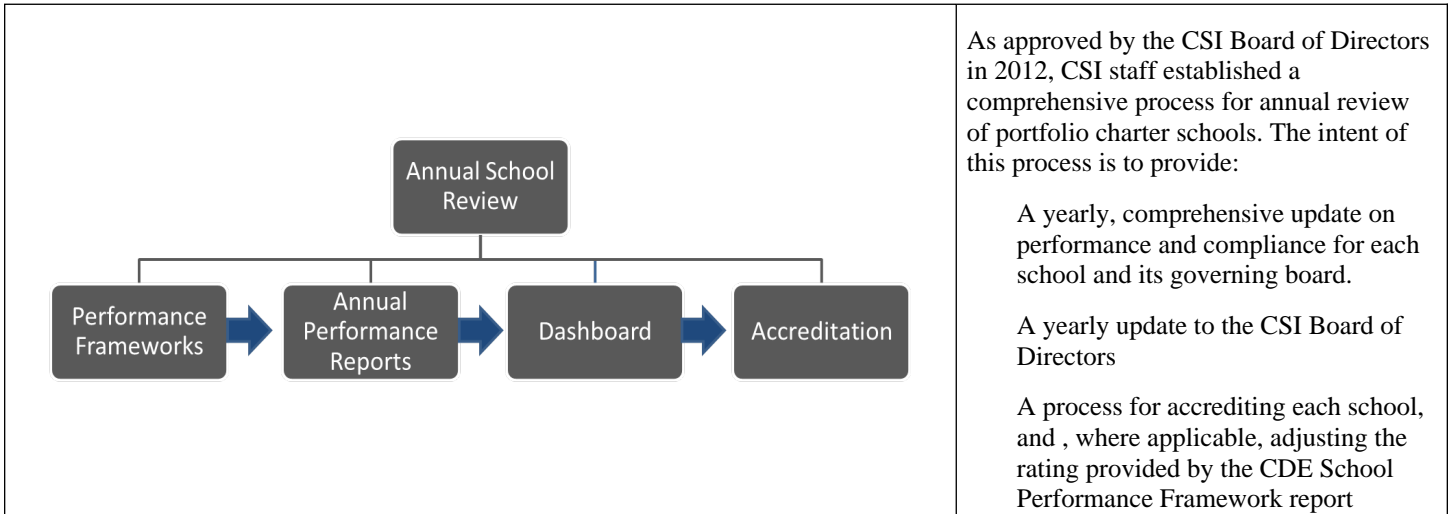 Annual School
Review
Performance
Frameworks
Annual
Performance
Reports
Dashboard
Accreditation
As approved by the CSI Board of Directors
in 2012, CSI staff established a
comprehensive process for annual review
of portfolio charter schools. The intent of
this process is to provide:
A yearly, comprehensive update on
performance and compliance for each
school and its governing board.
A yearly update to the CSI Board of
Directors
A process for accrediting each school,
and , where applicable, adjusting the
rating provided by the CDE School
Performance Framework report